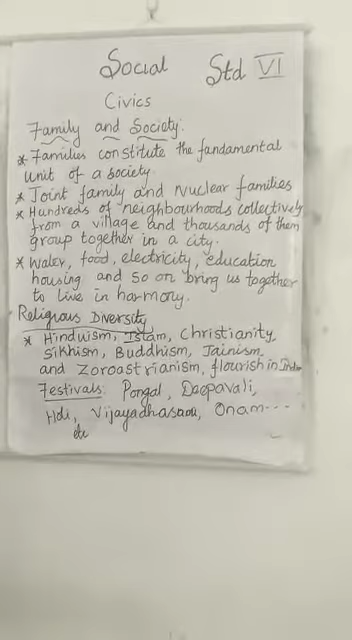 Social Std VI
Civics
Family and Society:
* Families constitute the fundamental
unit of a society.
* Joint family and nuclear families
* Hundreds of neighbourhoods collectively
from a village and thousands of them
group together in a city.
* Water, food, electricity, education
housing and so on bring us together
to live in harmony.
Religious Diversity
* Hinduism, Islam, Christianity,
Sikhism, Buddhism, Jainism
and Zoroastrianism, flourish in India
Festivals: Pongal, Deepavali,
Holi, Vijayadhasami, Onam...
etc